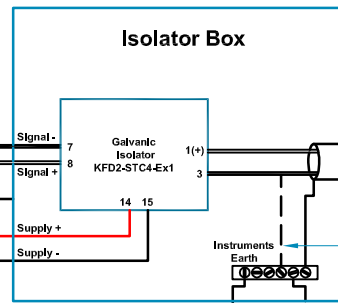 Isolator Box
Signal -
7
8
Signal +
Galvanic
Isolator
KFD2-STC4-Ex1
1(+)
3
14 15
Supply +
Supply -
Instruments
Earth